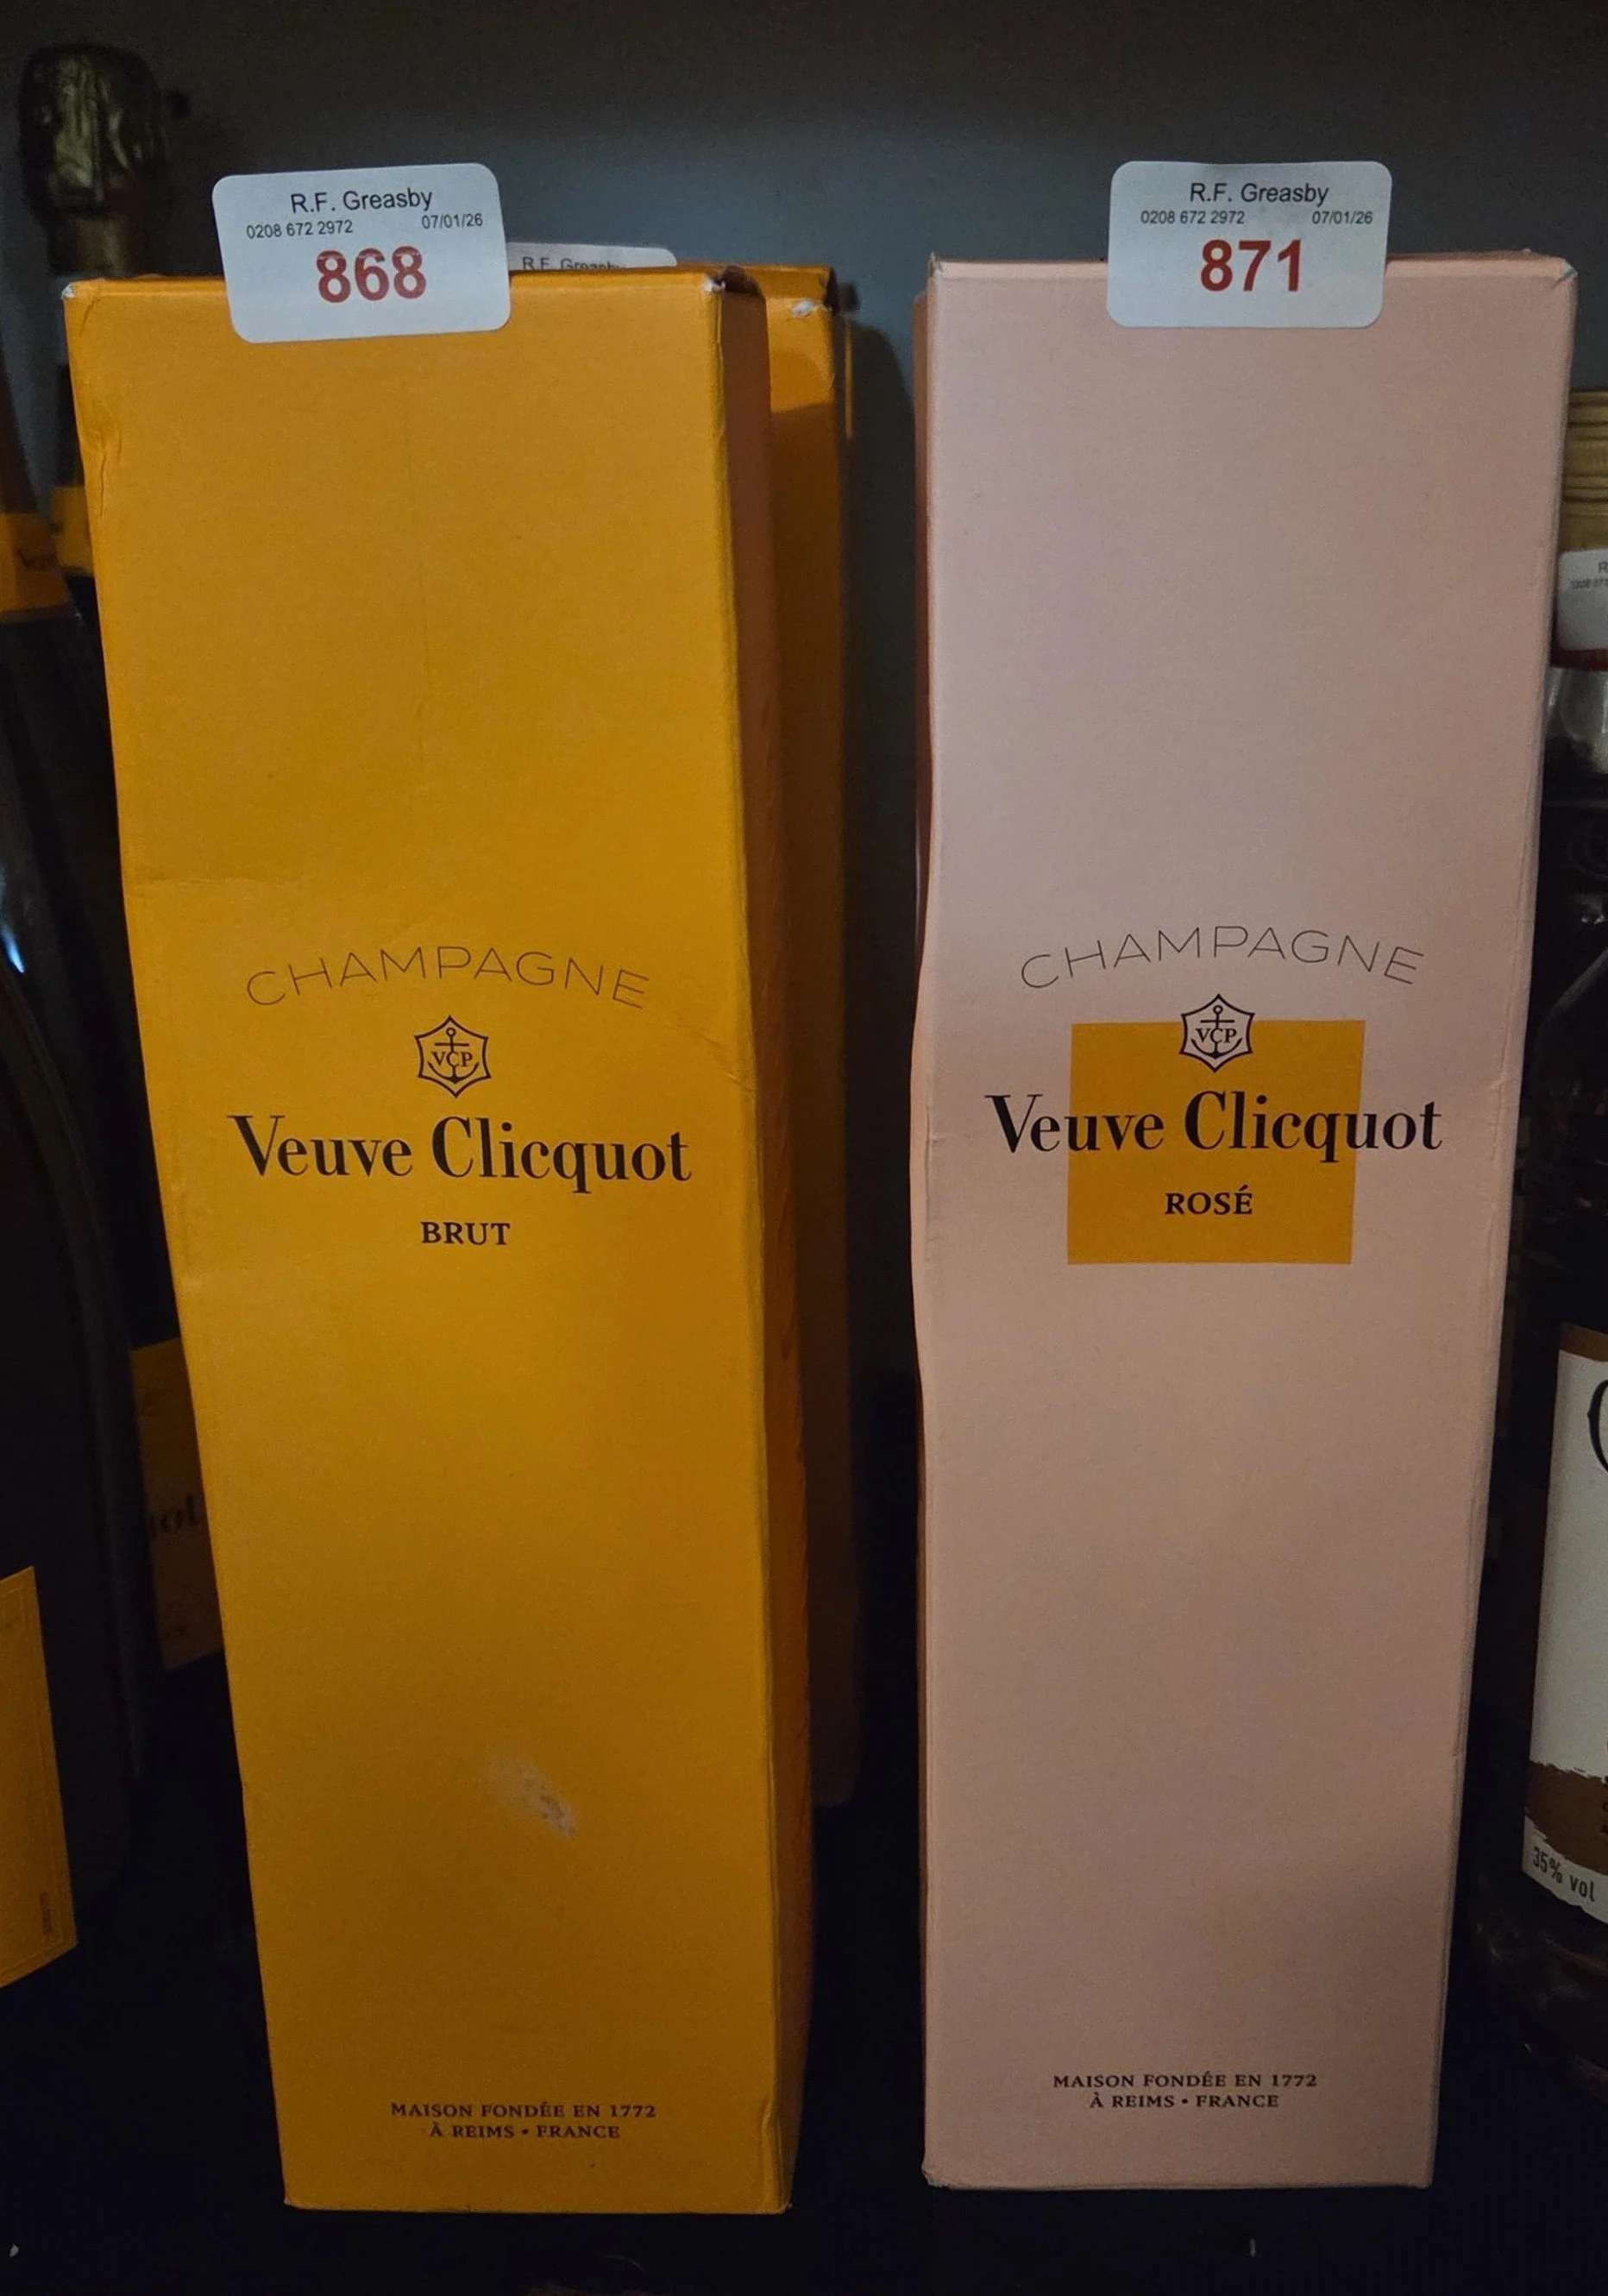 R.F. Greasby
0208 672 2972 07/01/26
868
R.F. Greasby
CHAMPAGNE
VCP
Veuve Clicquot
BRUT
MAISON FONDÉE EN 1772
À REIMS • FRANCE
R.F. Greasby
0208 672 2972 07/01/26
871
CHAMPAGNE
VCP
Veuve Clicquot
ROSÉ
MAISON FONDÉE EN 1772
À REIMS • FRANCE
35% vol